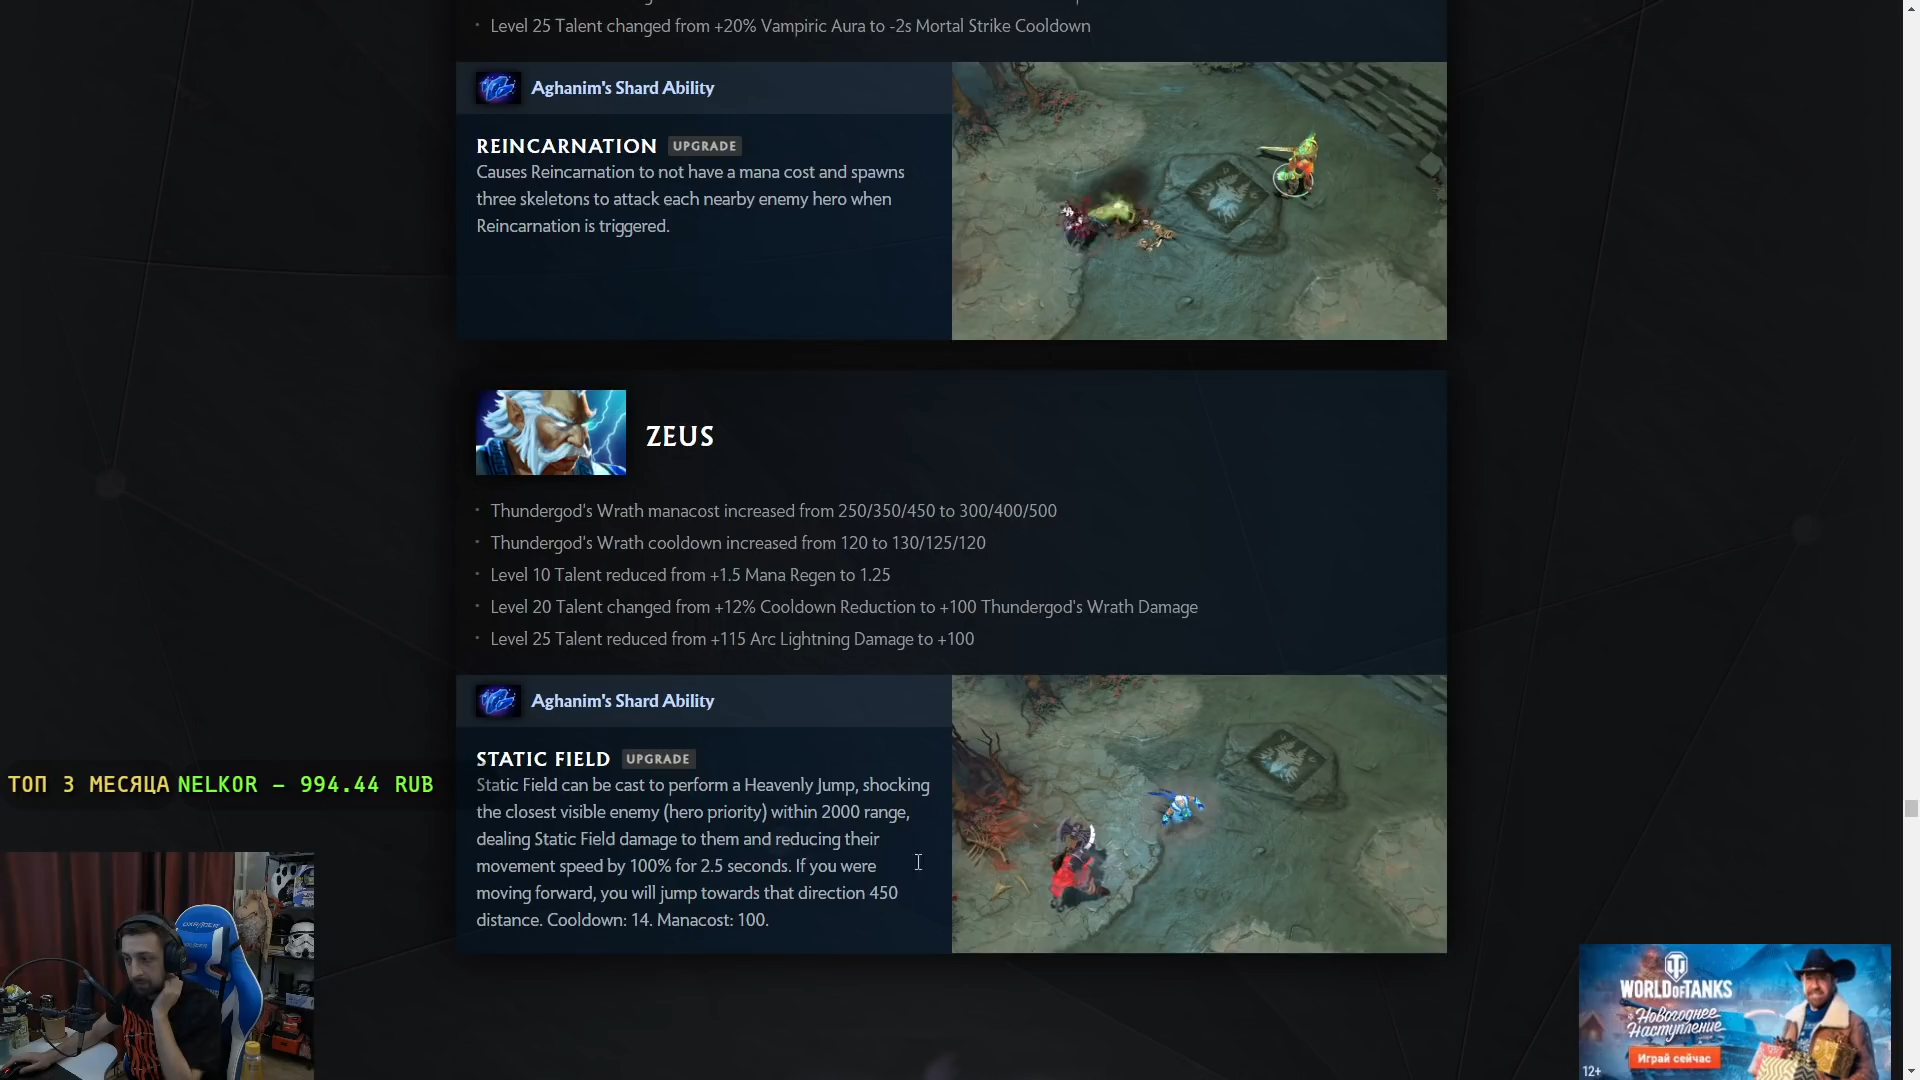 Level 25 Talent changed from +20% Vampiric Aura to -2s Mortal Strike Cooldown
Aghanim's Shard Ability
REINCARNATION UPGRADE
Causes Reincarnation to not have a mana cost and spawns
three skeletons to attack each nearby enemy hero when
Reincarnation is triggered.
ZEUS
Thundergod's Wrath manacost increased from 250/350/450 to 300/400/500
Thundergod's Wrath cooldown increased from 120 to 130/125/120
Level 10 Talent reduced from +1.5 Mana Regen to 1.25
Level 20 Talent changed from +12% Cooldown Reduction to +100 Thundergod's Wrath Damage
Level 25 Talent reduced from +115 Arc Lightning Damage to +100
Aghanim's Shard Ability
STATIC FIELD UPGRADE
Static Field can be cast to perform a Heavenly Jump, shocking
the closest visible enemy (hero priority) within 2000 range,
dealing Static Field damage to them and reducing their
movement speed by 100% for 2.5 seconds. If you were
moving forward, you will jump towards that direction 450
distance. Cooldown: 14. Manacost: 100.
ТОП 3 МЕСЯЦА NELKOR – 994.44 RUB
WORLD OF TANKS
Новогоднее
Наступление
Играй сейчас
12+